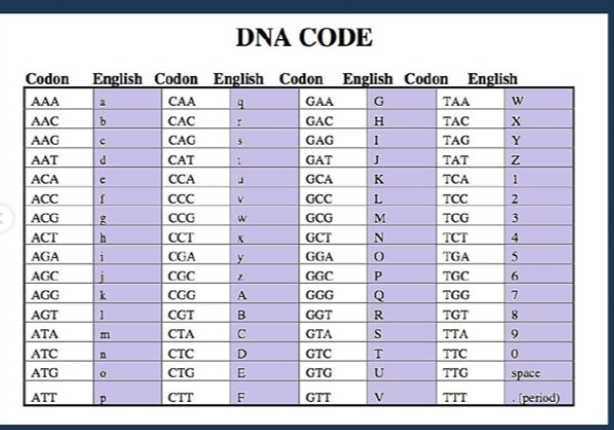 DNA CODE
Codon English Codon English Codon English Codon English
AAA a CAA q GAA G TAA W
AAC b CAC r GAC H TAC X
AAG c CAG s GAG I TAG Y
AAT d CAT t GAT J TAT Z
ACA e CCA u GCA K TCA 1
ACC f CCC v GCC L TCC 2
ACG g CCG w GCG M TCG 3
ACT h CCT x GCT N TCT 4
AGA i CGA y GGA O TGA 5
AGC j CGC z GGC P TGC 6
AGG k CGG A GGG Q TGG 7
AGT l CGT B GGT R TGT 8
ATA m CTA C GTA S TTA 9
ATC n CTC D GTC T TTC 0
ATG o CTG E GTG U TTG space
ATT p CTT F GTT V TTT . (period)